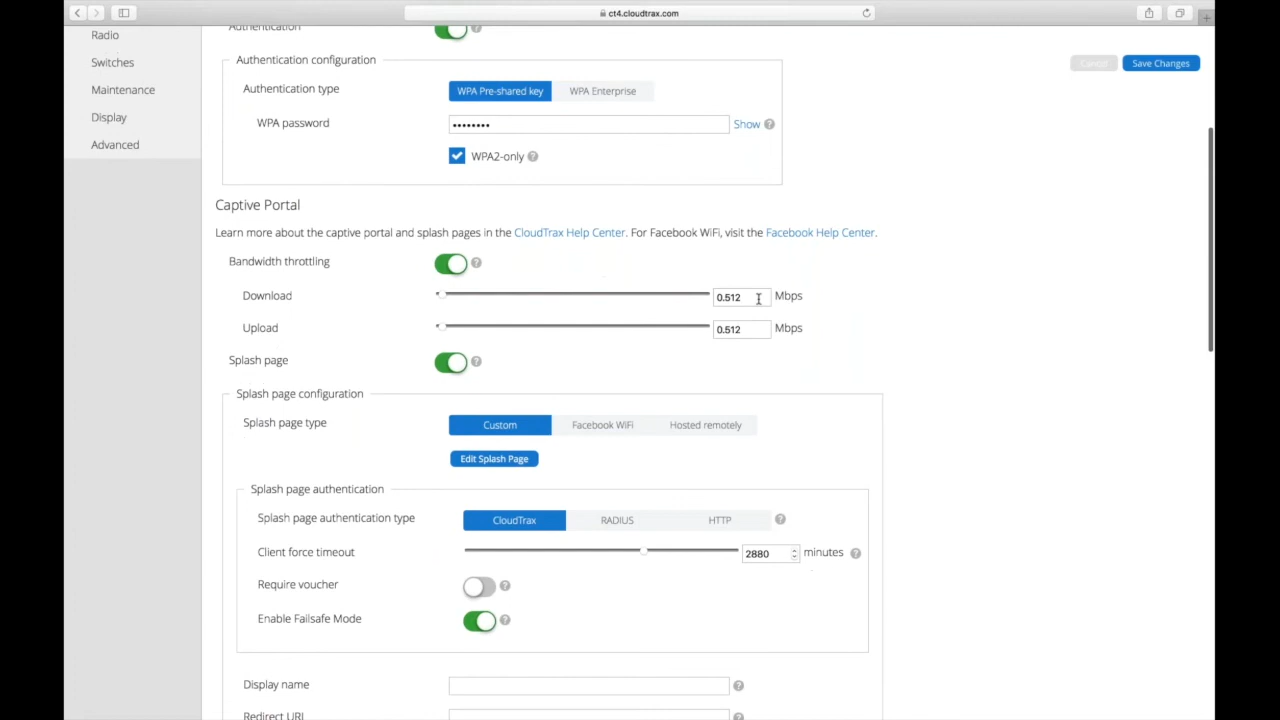 ct4.cloudtrax.com
Radio
Switches
Maintenance
Display
Advanced
Authentication
Cancel
Save Changes
Authentication configuration
Authentication type
WPA Pre-shared key
WPA Enterprise
WPA password
••••••••
Show
WPA2-only
Captive Portal
Learn more about the captive portal and splash pages in the CloudTrax Help Center. For Facebook WiFi, visit the Facebook Help Center.
Bandwidth throttling
Download
0.512
Mbps
Upload
0.512
Mbps
Splash page
Splash page configuration
Splash page type
Custom
Facebook WiFi
Hosted remotely
Edit Splash Page
Splash page authentication
Splash page authentication type
CloudTrax
RADIUS
HTTP
Client force timeout
2880
minutes
Require voucher
Enable Failsafe Mode
Display name
Redirect URL